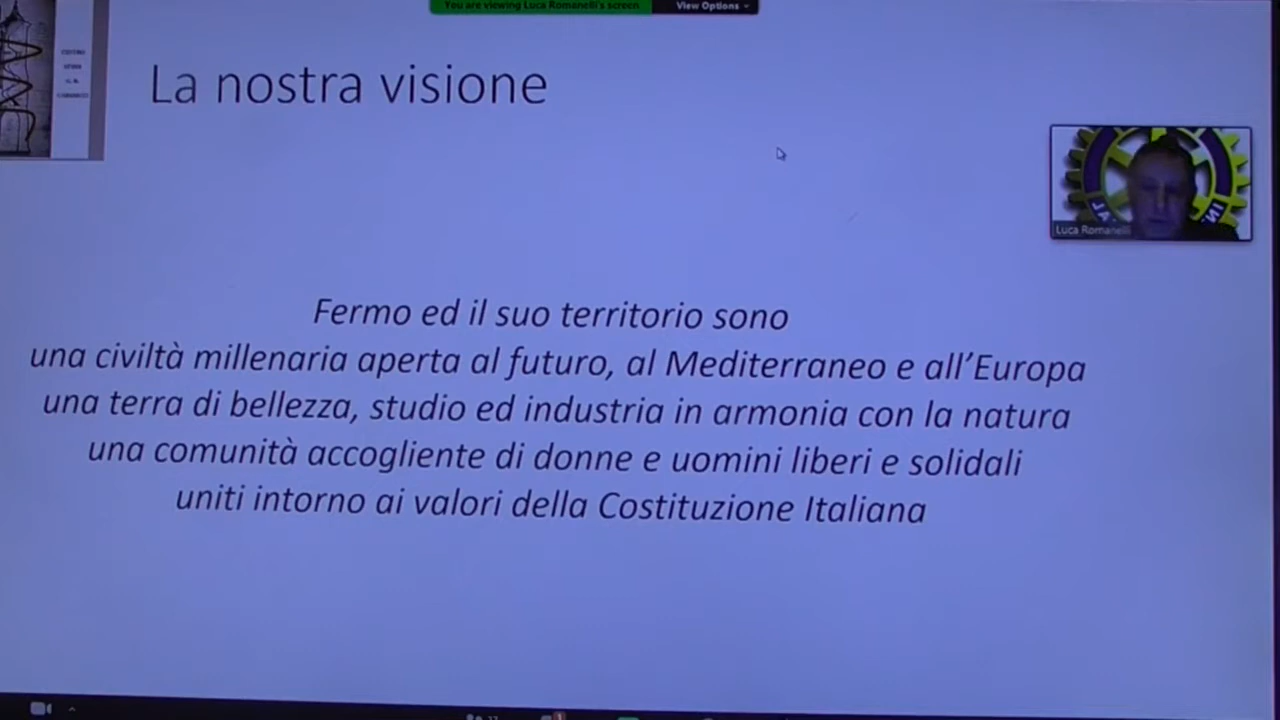 You are viewing Luca Romanelli's screen
View Options
CENTRO
STUDI
La nostra visione
Luca Romanelli
Fermo ed il suo territorio sono
una civiltà millenaria aperta al futuro, al Mediterraneo e all'Europa
una terra di bellezza, studio ed industria in armonia con la natura
una comunità accogliente di donne e uomini liberi e solidali
uniti intorno ai valori della Costituzione Italiana